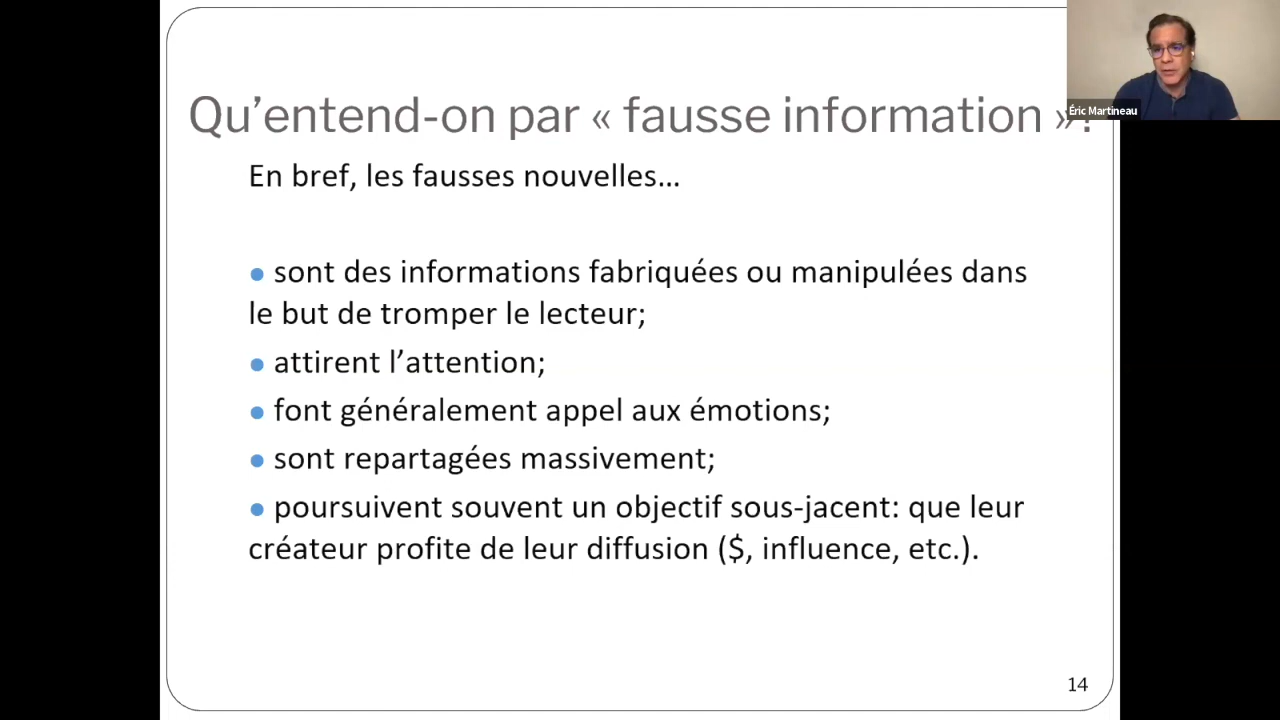 Qu’entend-on par « fausse information » ?
Éric Martineau
En bref, les fausses nouvelles…
● sont des informations fabriquées ou manipulées dans
le but de tromper le lecteur;
● attirent l’attention;
● font généralement appel aux émotions;
● sont repartagées massivement;
● poursuivent souvent un objectif sous-jacent: que leur
créateur profite de leur diffusion ($, influence, etc.).
14